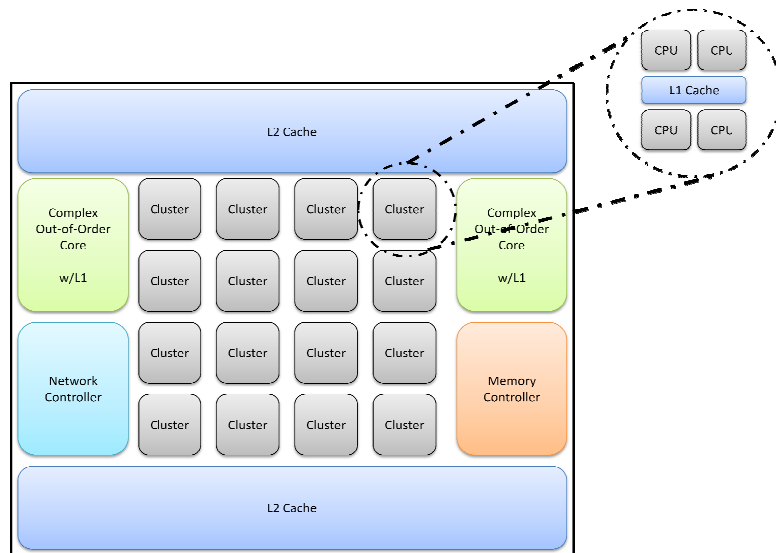 CPU CPU
L1 Cache
CPU CPU
L2 Cache
Complex
Out-of-Order
Core
w/L1
Cluster Cluster Cluster Cluster
Complex
Out-of-Order
Core
w/L1
Cluster Cluster Cluster Cluster
Network
Controller
Cluster Cluster Cluster Cluster
Memory
Controller
Cluster Cluster Cluster Cluster
L2 Cache